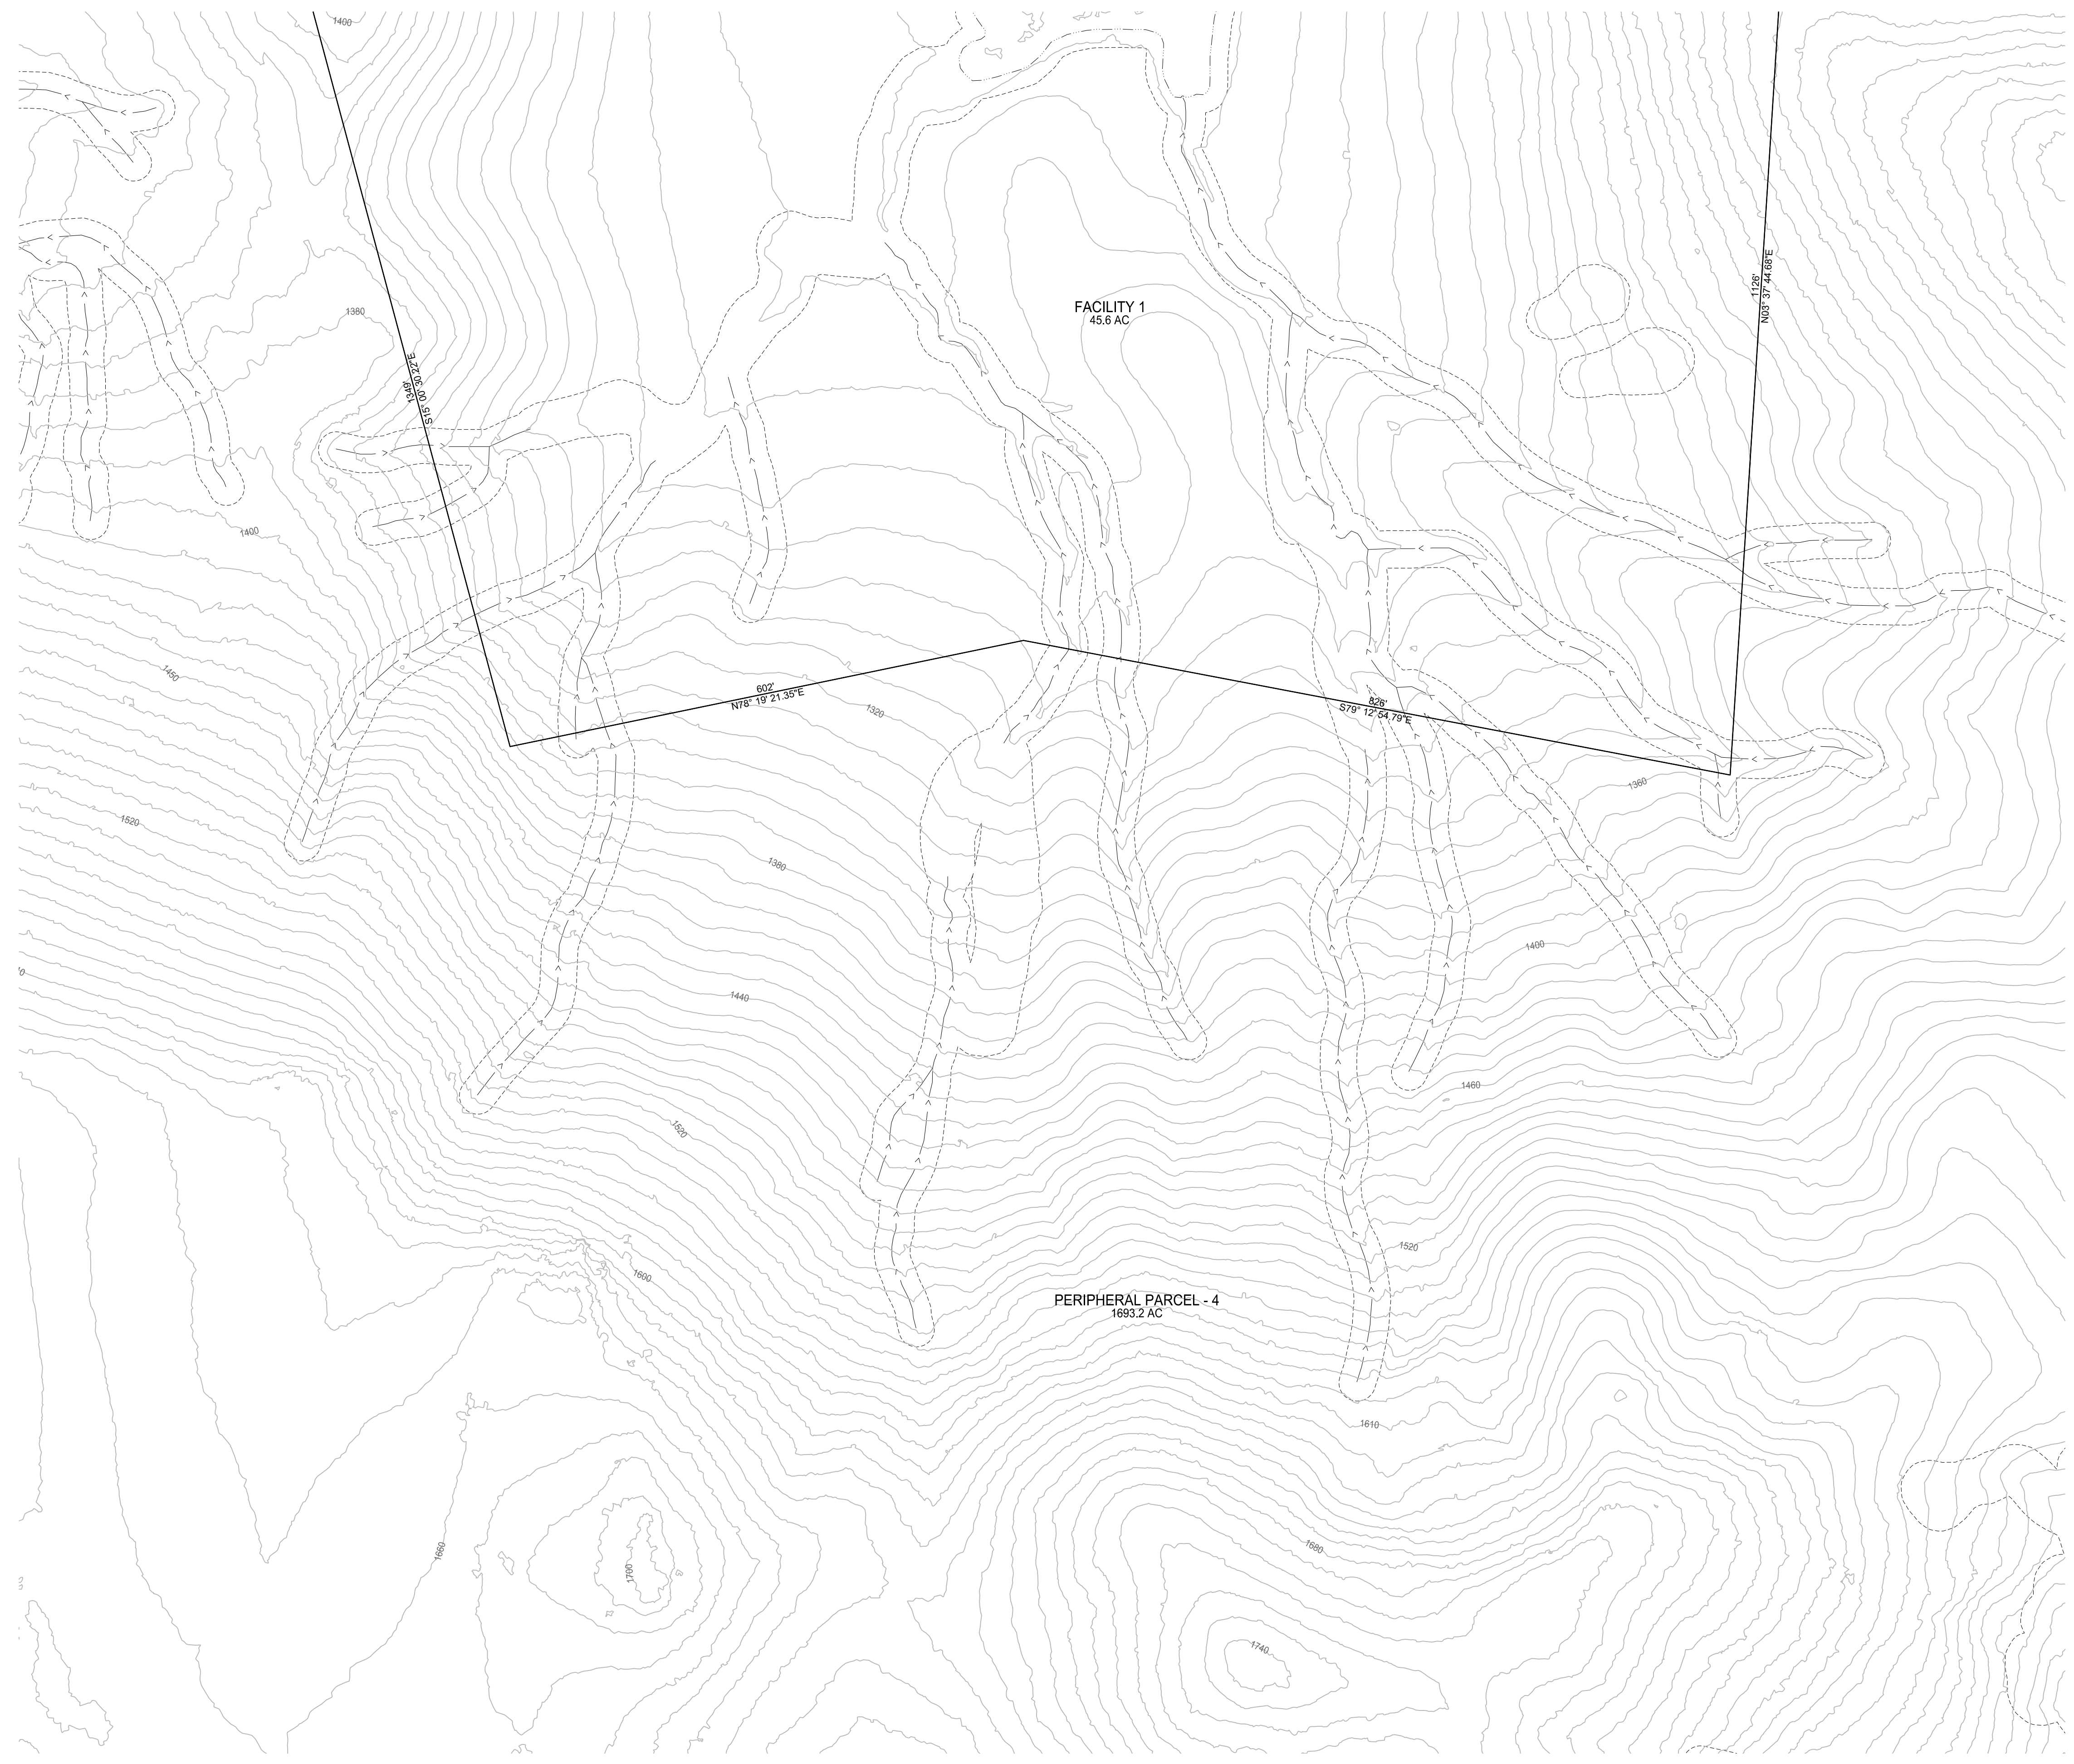 1400
FACILITY 1
45.6 AC
1126'
N03° 37' 44.68"E
1380
1349'
S15° 00' 30.22"E
1400
1450
602'
N78° 19' 21.35"E
1320
826'
S79° 12' 54.79"E
1360
1520
1380
1400
1440
1460
1520
1520
1600
PERIPHERAL PARCEL - 4
1693.2 AC
1610
1660
1700
1680
1740